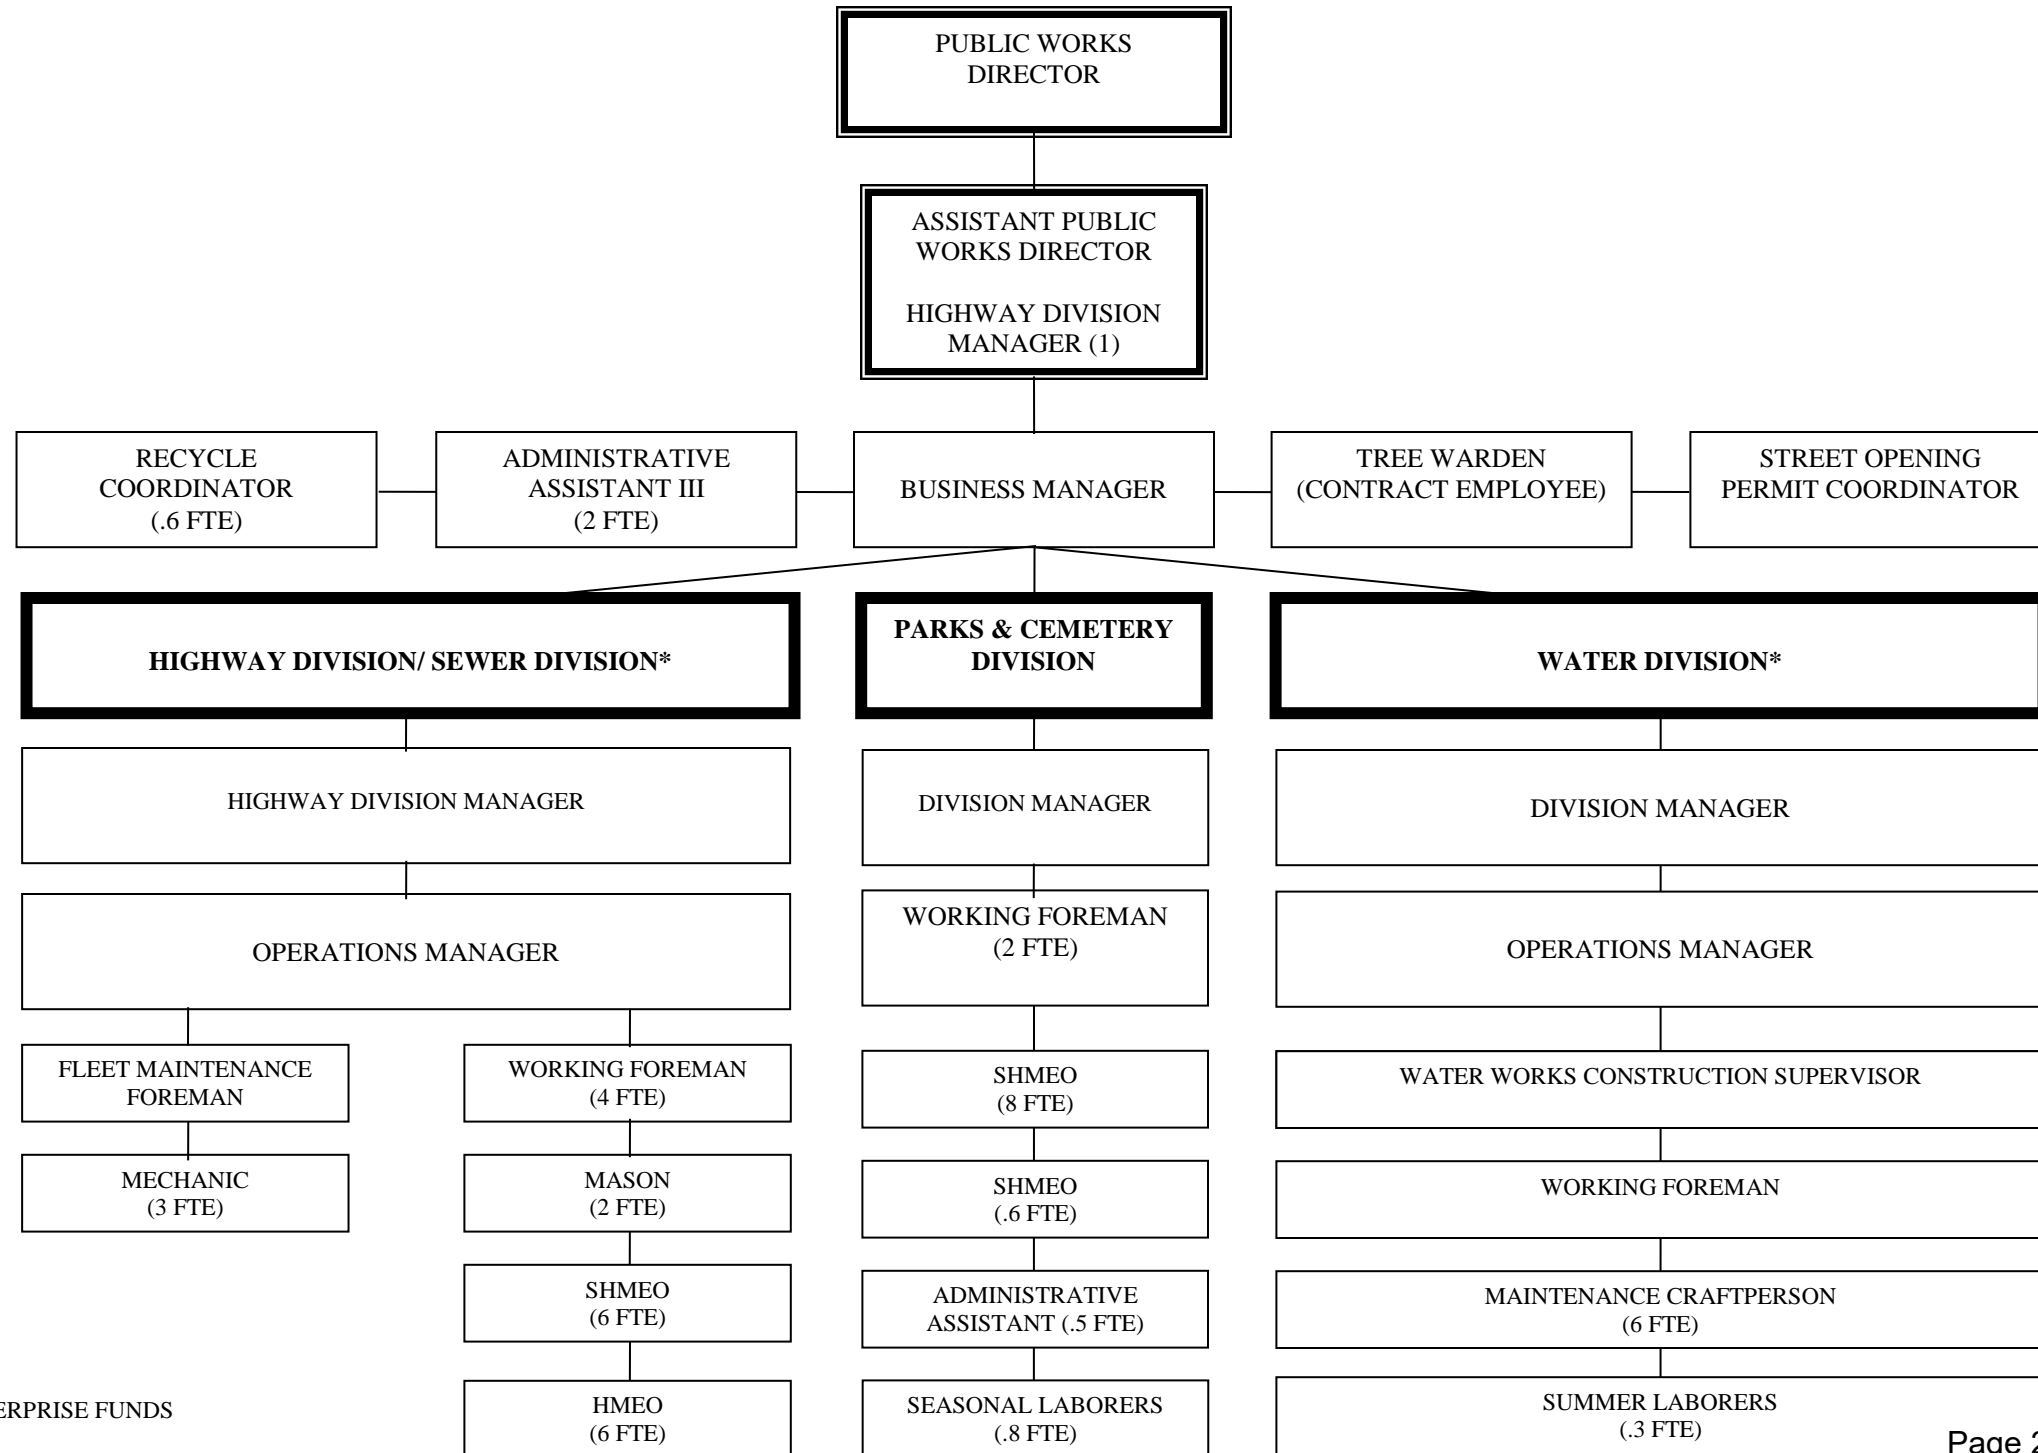 PUBLIC WORKS
DIRECTOR
ASSISTANT PUBLIC
WORKS DIRECTOR
HIGHWAY DIVISION
MANAGER (1)
RECYCLE
COORDINATOR
(.6 FTE)
ADMINISTRATIVE
ASSISTANT III
(2 FTE)
BUSINESS MANAGER
TREE WARDEN
(CONTRACT EMPLOYEE)
STREET OPENING
PERMIT COORDINATOR
HIGHWAY DIVISION/ SEWER DIVISION*
PARKS & CEMETERY
DIVISION
WATER DIVISION*
HIGHWAY DIVISION MANAGER
DIVISION MANAGER
DIVISION MANAGER
OPERATIONS MANAGER
WORKING FOREMAN
(2 FTE)
OPERATIONS MANAGER
FLEET MAINTENANCE
FOREMAN
WORKING FOREMAN
(4 FTE)
SHMEO
(8 FTE)
WATER WORKS CONSTRUCTION SUPERVISOR
MECHANIC
(3 FTE)
MASON
(2 FTE)
SHMEO
(.6 FTE)
WORKING FOREMAN
SHMEO
(6 FTE)
ADMINISTRATIVE
ASSISTANT (.5 FTE)
MAINTENANCE CRAFTPERSON
(6 FTE)
ERPRISE FUNDS
HMEO
(6 FTE)
SEASONAL LABORERS
(.8 FTE)
SUMMER LABORERS
(.3 FTE)
Page 2